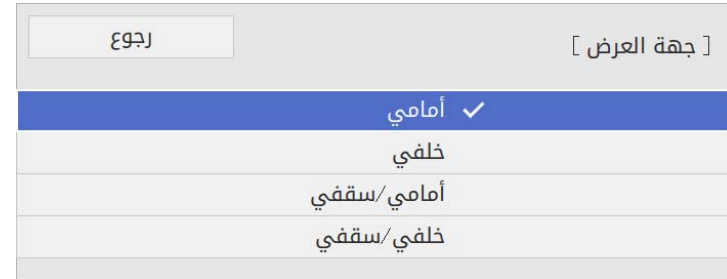 [ جهة العرض ]
رجوع
أمامي
خلفي
أمامي/سقفي
خلفي/سقفي